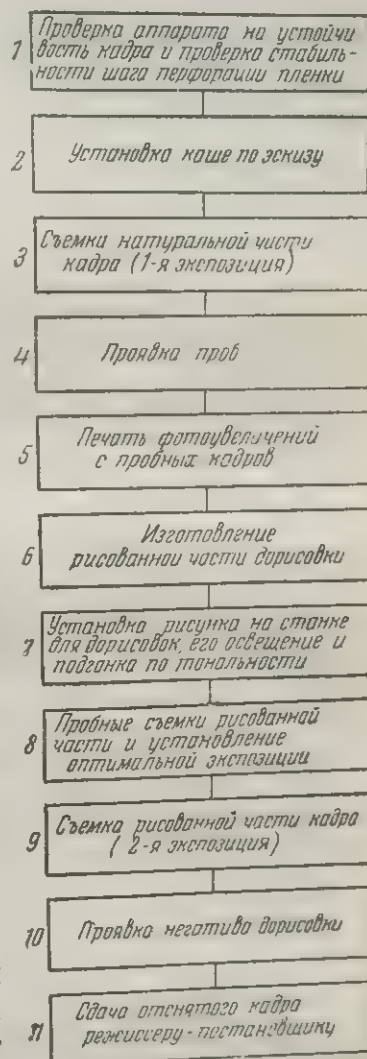 1 Проверка аппарата на устойчи
вость кадра и проверка стабиль-
ности шага перфорации пленки
2 Установка каше по эскизу
3 Съемка натуральной части
кадра (1-я экспозиция)
4 Проявка проб
5 Печать фотоувеличений
с пробных кадров
6 Изготовление
рисованной части дорисовки
7 Установка рисунка на станке
для дорисовок, его освещение и
подгонка по тональности
8 Пробные съемки рисованной
части и установление
оптимальной экспозиции
9 Съемка рисованной части кадра
(2-я экспозиция)
10 Проявка негатива дорисовки
11 Сдача отснятого кадра
режиссеру-постановщику